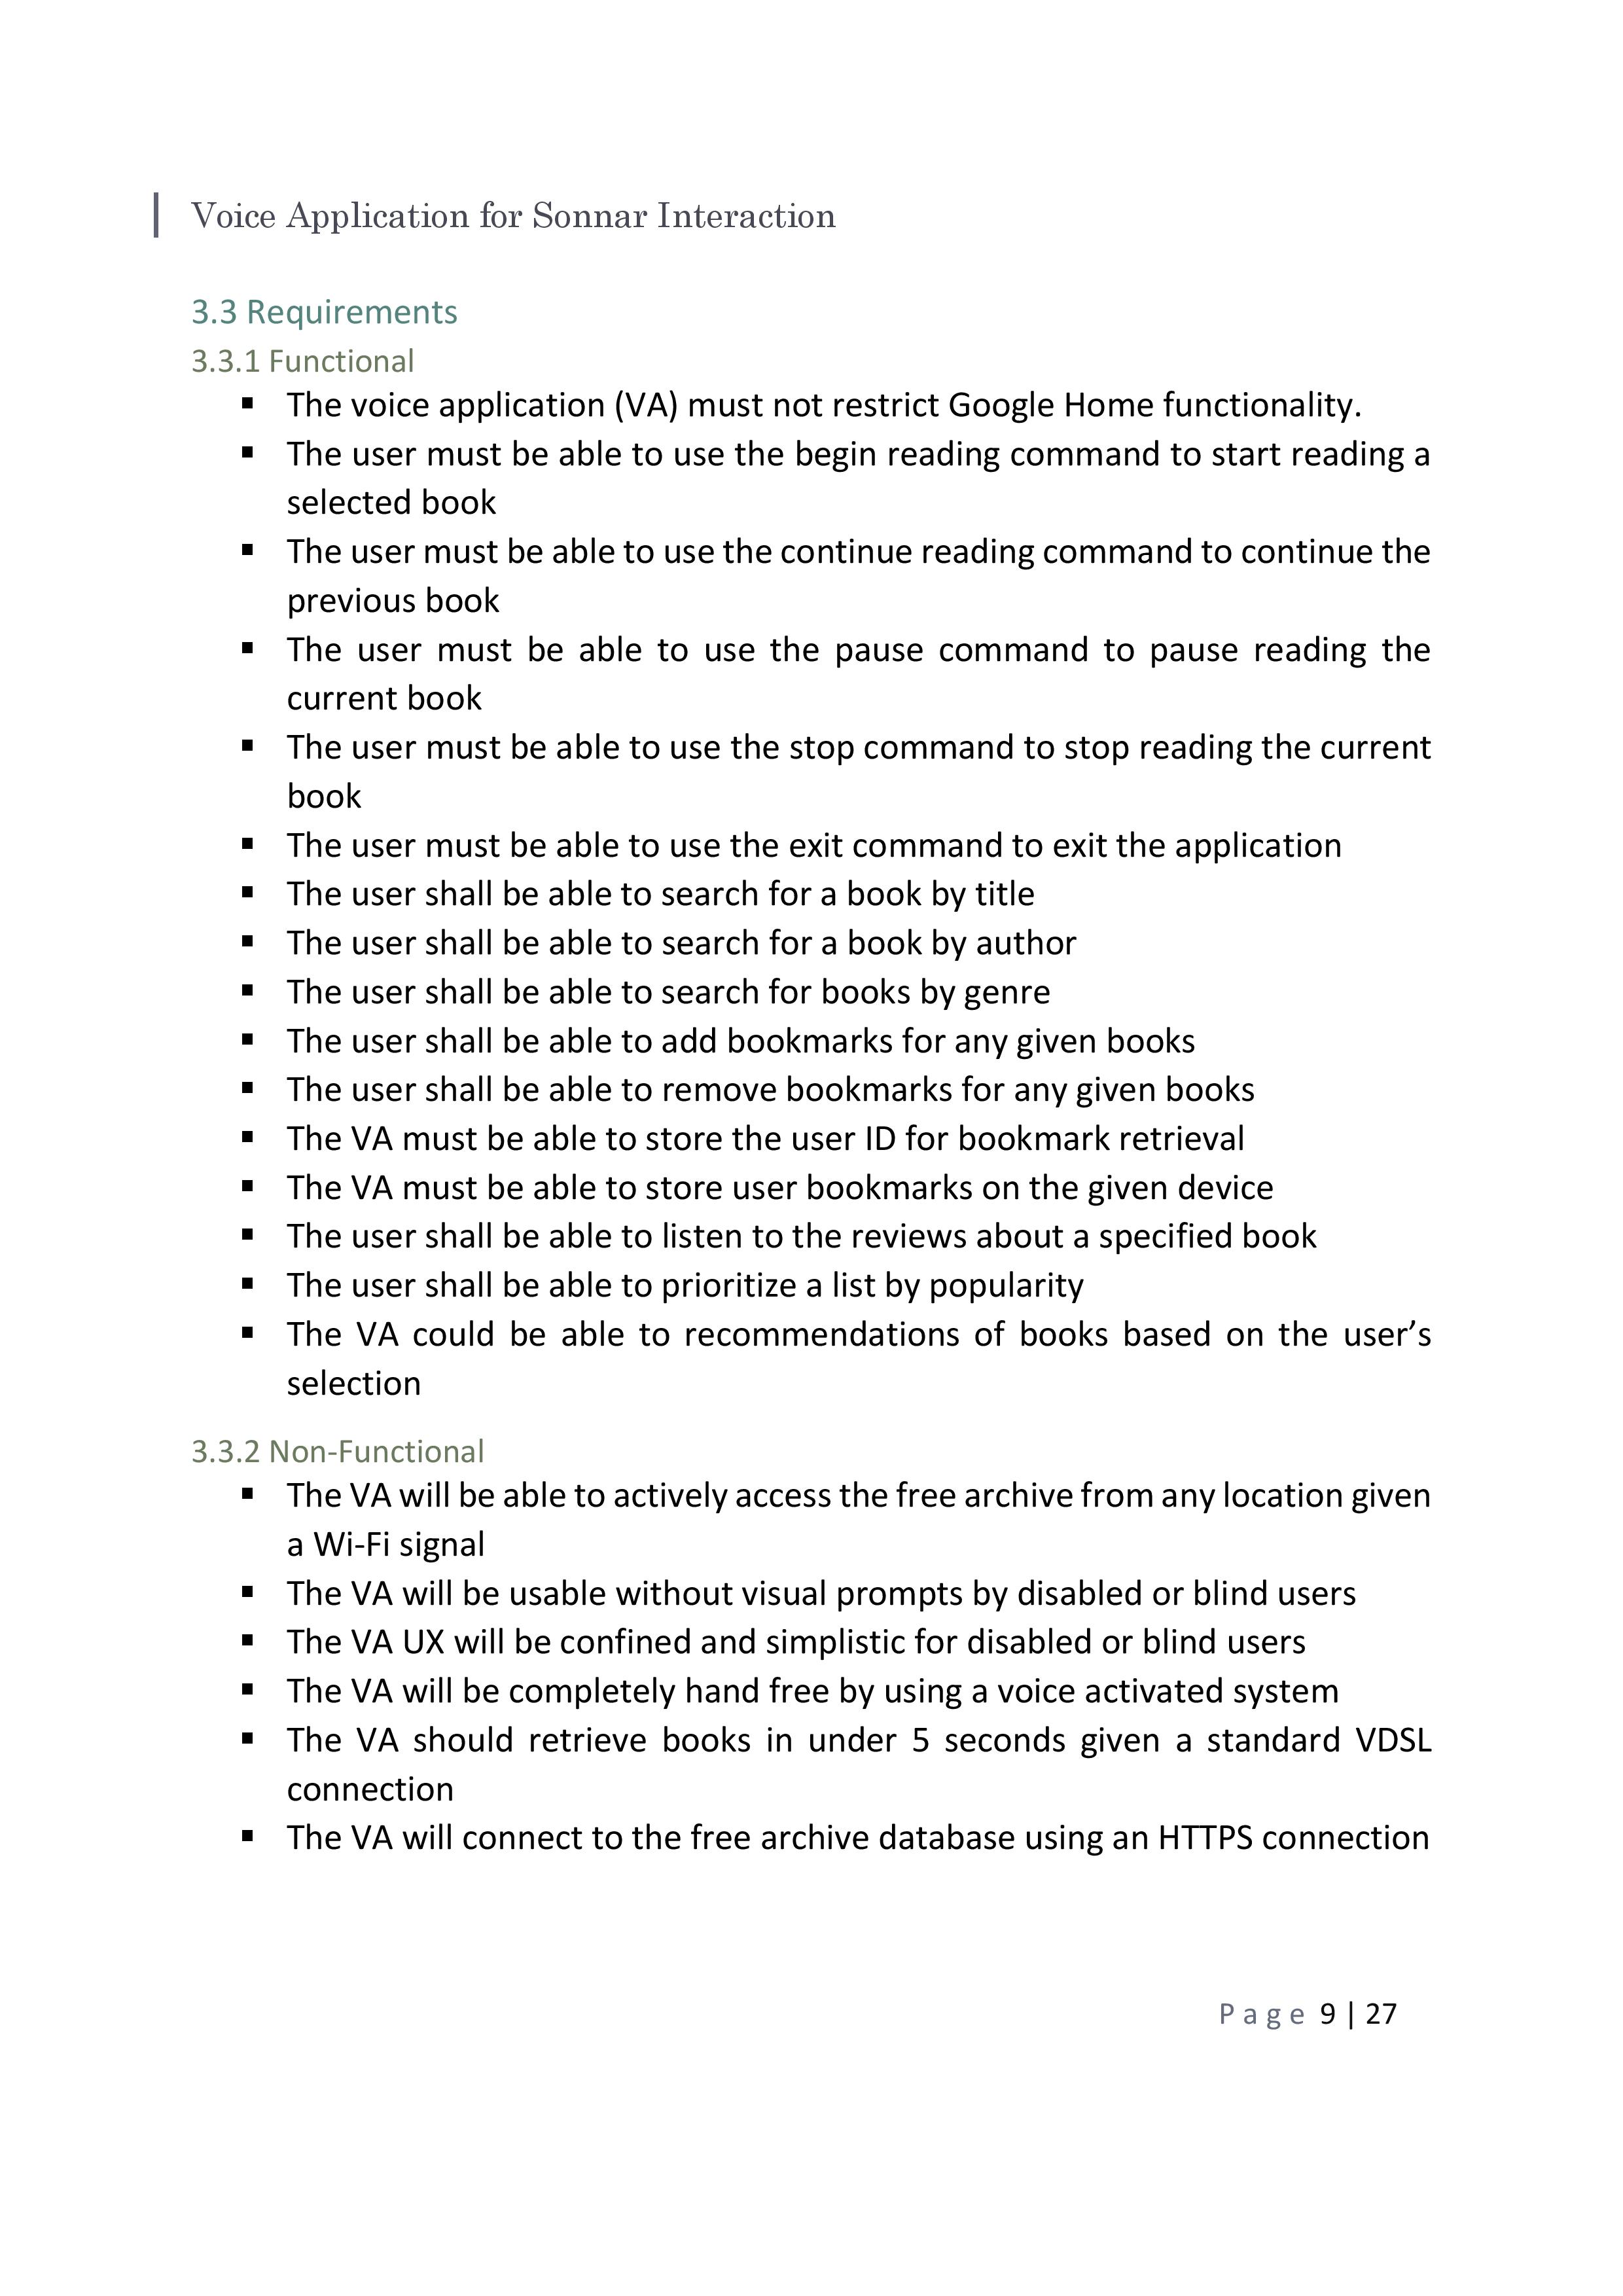 Voice Application for Sonnar Interaction
3.3 Requirements
3.3.1 Functional
▪ The voice application (VA) must not restrict Google Home functionality.
▪ The user must be able to use the begin reading command to start reading a
selected book
▪ The user must be able to use the continue reading command to continue the
previous book
▪ The user must be able to use the pause command to pause reading the
current book
▪ The user must be able to use the stop command to stop reading the current
book
▪ The user must be able to use the exit command to exit the application
▪ The user shall be able to search for a book by title
▪ The user shall be able to search for a book by author
▪ The user shall be able to search for books by genre
▪ The user shall be able to add bookmarks for any given books
▪ The user shall be able to remove bookmarks for any given books
▪ The VA must be able to store the user ID for bookmark retrieval
▪ The VA must be able to store user bookmarks on the given device
▪ The user shall be able to listen to the reviews about a specified book
▪ The user shall be able to prioritize a list by popularity
▪ The VA could be able to recommendations of books based on the user’s
selection
3.3.2 Non-Functional
▪ The VA will be able to actively access the free archive from any location given
a Wi-Fi signal
▪ The VA will be usable without visual prompts by disabled or blind users
▪ The VA UX will be confined and simplistic for disabled or blind users
▪ The VA will be completely hand free by using a voice activated system
▪ The VA should retrieve books in under 5 seconds given a standard VDSL
connection
▪ The VA will connect to the free archive database using an HTTPS connection
Page 9 | 27